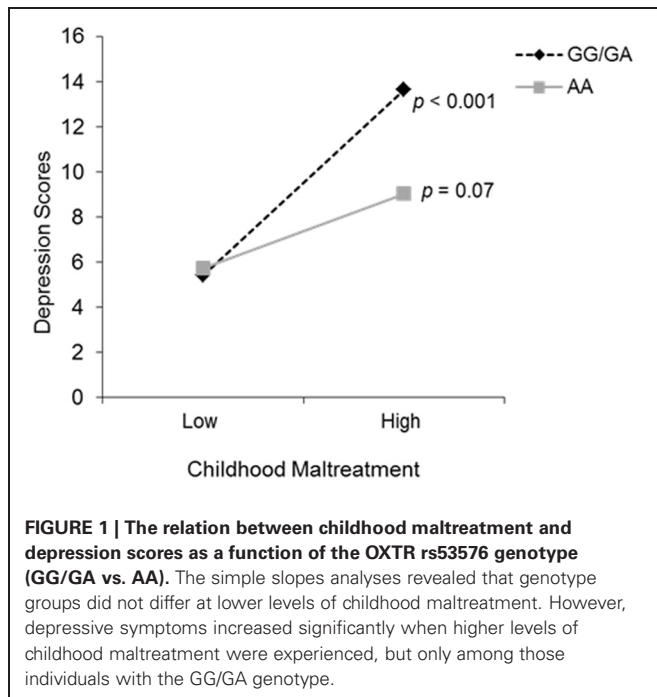 16
14
12
10
8
6
4
2
0
Depression Scores
GG/GA
AA
p < 0.001
p = 0.07
Low
High
Childhood Maltreatment
FIGURE 1 | The relation between childhood maltreatment and
depression scores as a function of the OXTR rs53576 genotype
(GG/GA vs. AA). The simple slopes analyses revealed that genotype
groups did not differ at lower levels of childhood maltreatment. However,
depressive symptoms increased significantly when higher levels of
childhood maltreatment were experienced, but only among those
individuals with the GG/GA genotype.